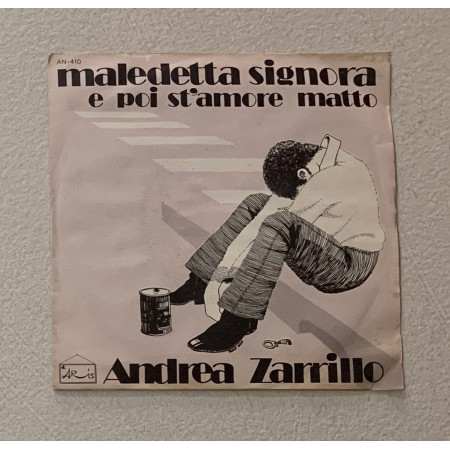 AN-410
maledetta signora
e poi st'amore matto
Andrea Zarrillo